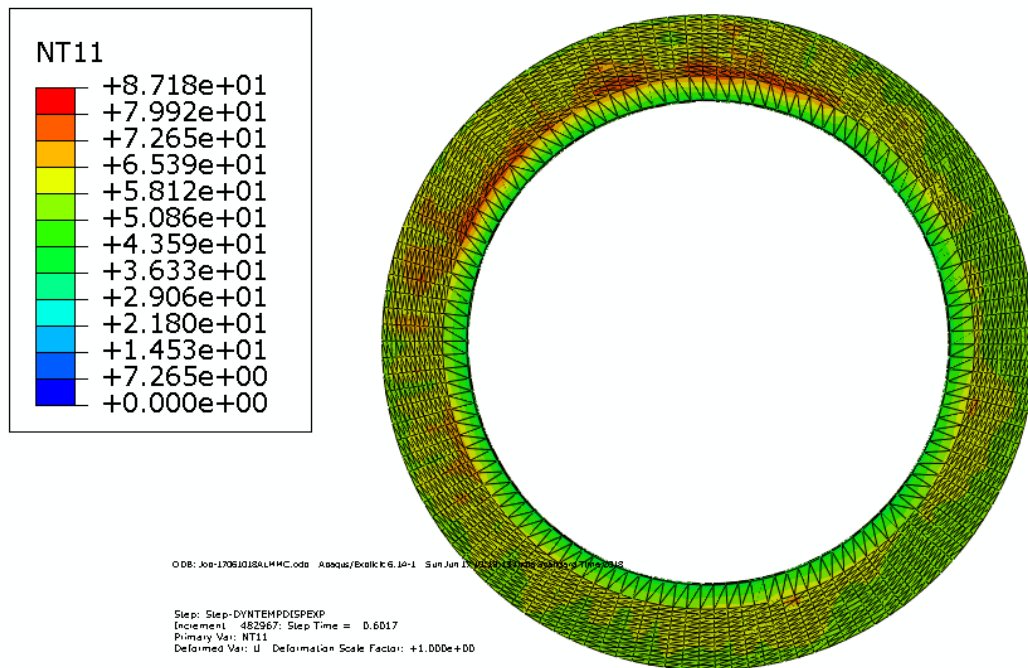 NT11
+8.718e+01
+7.992e+01
+7.265e+01
+6.539e+01
+5.812e+01
+5.086e+01
+4.359e+01
+3.633e+01
+2.906e+01
+2.180e+01
+1.453e+01
+7.265e+00
+0.000e+00
ODB: Abaqus/Explicit 6.14-1 Sun Jun
Step: Step-DYNTEMPDISPEXP
Increment 482967: Step Time = 0.6017
Primary Var: NT11
Deformed Var: U Deformation Scale Factor: +1.000e+00